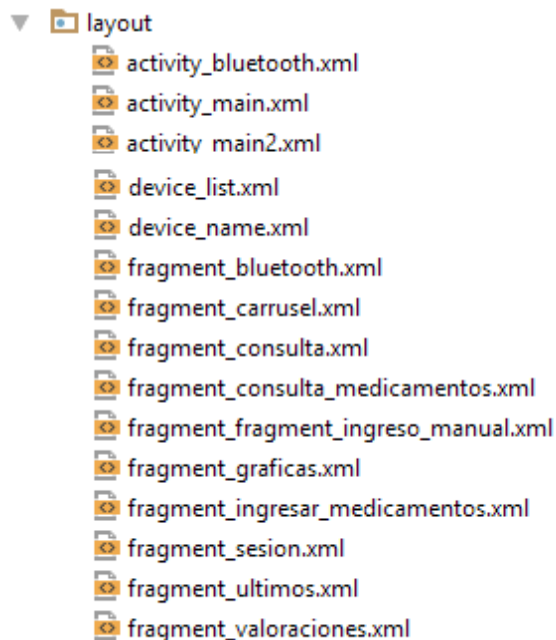 layout
activity_bluetooth.xml
activity_main.xml
activity_main2.xml
device_list.xml
device_name.xml
fragment_bluetooth.xml
fragment_carrusel.xml
fragment_consulta.xml
fragment_consulta_medicamentos.xml
fragment_fragment_ingreso_manual.xml
fragment_graficas.xml
fragment_ingresar_medicamentos.xml
fragment_sesion.xml
fragment_ultimos.xml
fragment_valoraciones.xml